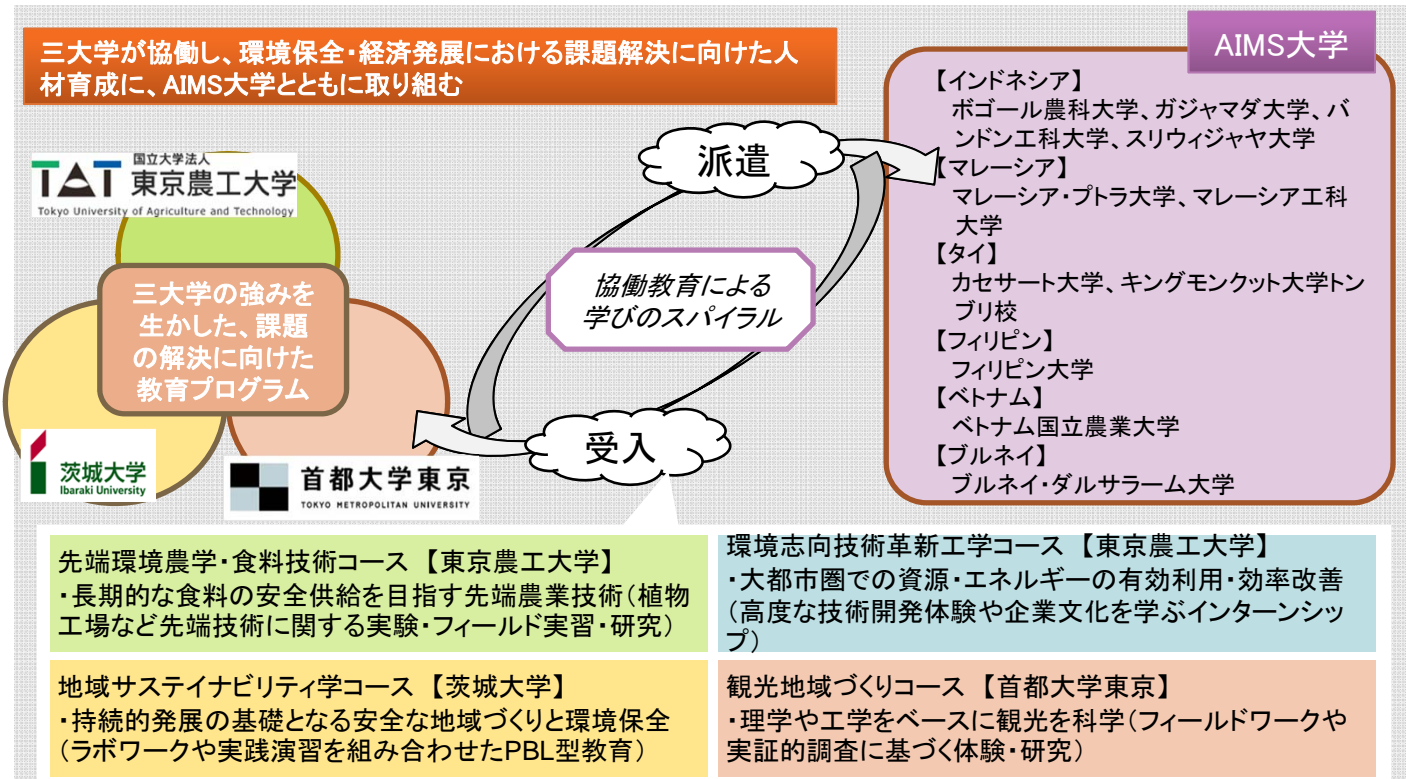 三大学が協働し、環境保全・経済発展における課題解決に向けた人
材育成に、AIMS大学とともに取り組む
AIMS大学
【インドネシア】
ボゴール農科大学、ガジャマダ大学、バ
ンドン工科大学、スリウィジャヤ大学
【マレーシア】
マレーシア・プトラ大学、マレーシア工科
大学
【タイ】
カセサート大学、キングモンクット大学トン
ブリ校
【フィリピン】
フィリピン大学
【ベトナム】
ベトナム国立農業大学
【ブルネイ】
ブルネイ・ダルサラーム大学
派遣
協働教育による
学びのスパイラル
受入
TAT
国立大学法人
東京農工大学
Tokyo University of Agriculture and Technology
三大学の強みを
生かした、課題
の解決に向けた
教育プログラム
茨城大学
Ibaraki University
首都大学東京
TOKYO METROPOLITAN UNIVERSITY
先端環境農学・食料技術コース 【東京農工大学】
・長期的な食料の安全供給を目指す先端農業技術(植物
工場など先端技術に関する実験・フィールド実習・研究)
環境志向技術革新工学コース 【東京農工大学】
・大都市圏での資源・エネルギーの有効利用・効率改善
(高度な技術開発体験や企業文化を学ぶインターンシッ
プ)
地域サステイナビリティ学コース 【茨城大学】
・持続的発展の基礎となる安全な地域づくりと環境保全
(ラボワークや実践演習を組み合わせたPBL型教育)
観光地域づくりコース 【首都大学東京】
・理学や工学をベースに観光を科学(フィールドワークや
実証的調査に基づく体験・研究)